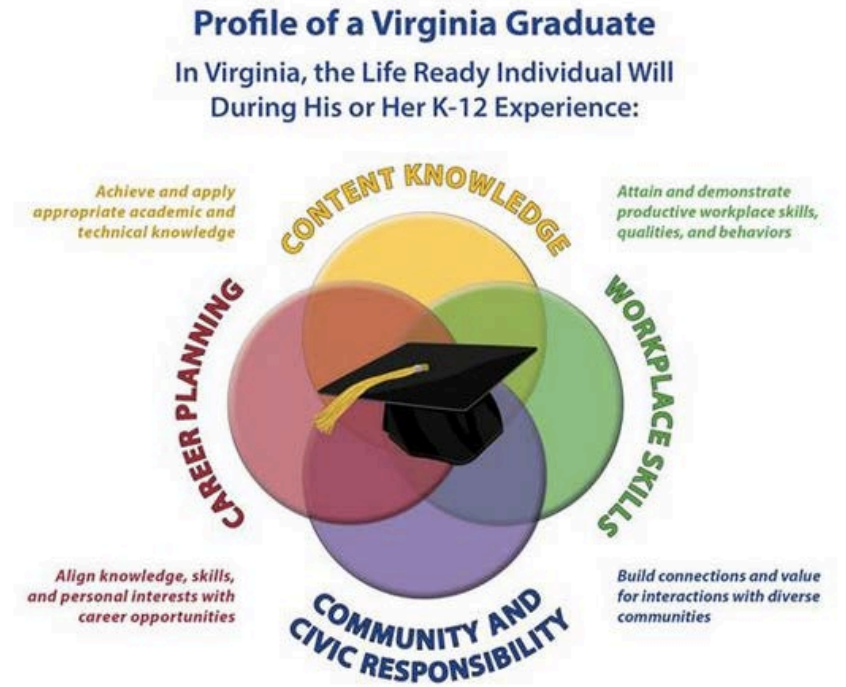 Profile of a Virginia Graduate
In Virginia, the Life Ready Individual Will
During His or Her K-12 Experience:
Achieve and apply
appropriate academic and
technical knowledge
CONTENT KNOWLEDGE
Attain and demonstrate
productive workplace skills,
qualities, and behaviors
CAREER PLANNING
WORKPLACE SKILLS
Align knowledge, skills,
and personal interests with
career opportunities
COMMUNITY AND
CIVIC RESPONSIBILITY
Build connections and value
for interactions with diverse
communities